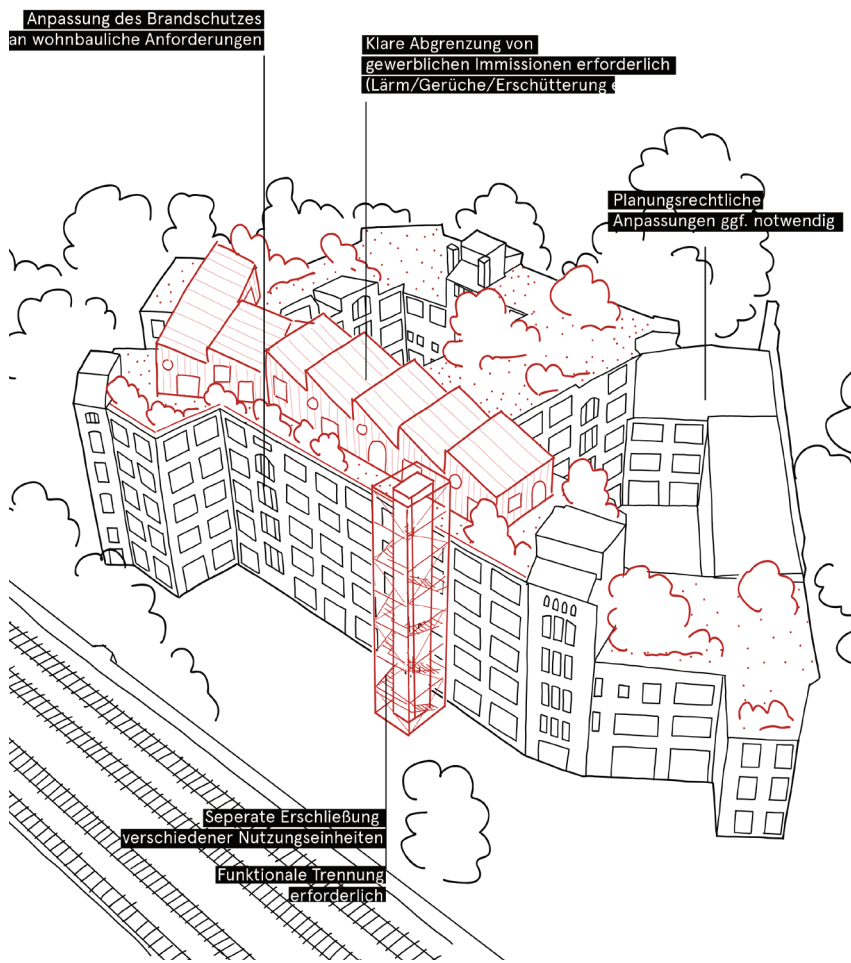 Anpassung des Brandschutzes
an wohnbauliche Anforderungen
Klare Abgrenzung von
gewerblichen Immissionen erforderlich
(Lärm/Gerüche/Erschütterung
Planungsrechtliche
Anpassungen ggf. notwendig
Seperate Erschließung
verschiedener Nutzungseinheiten
Funktionale Trennung
erforderlich